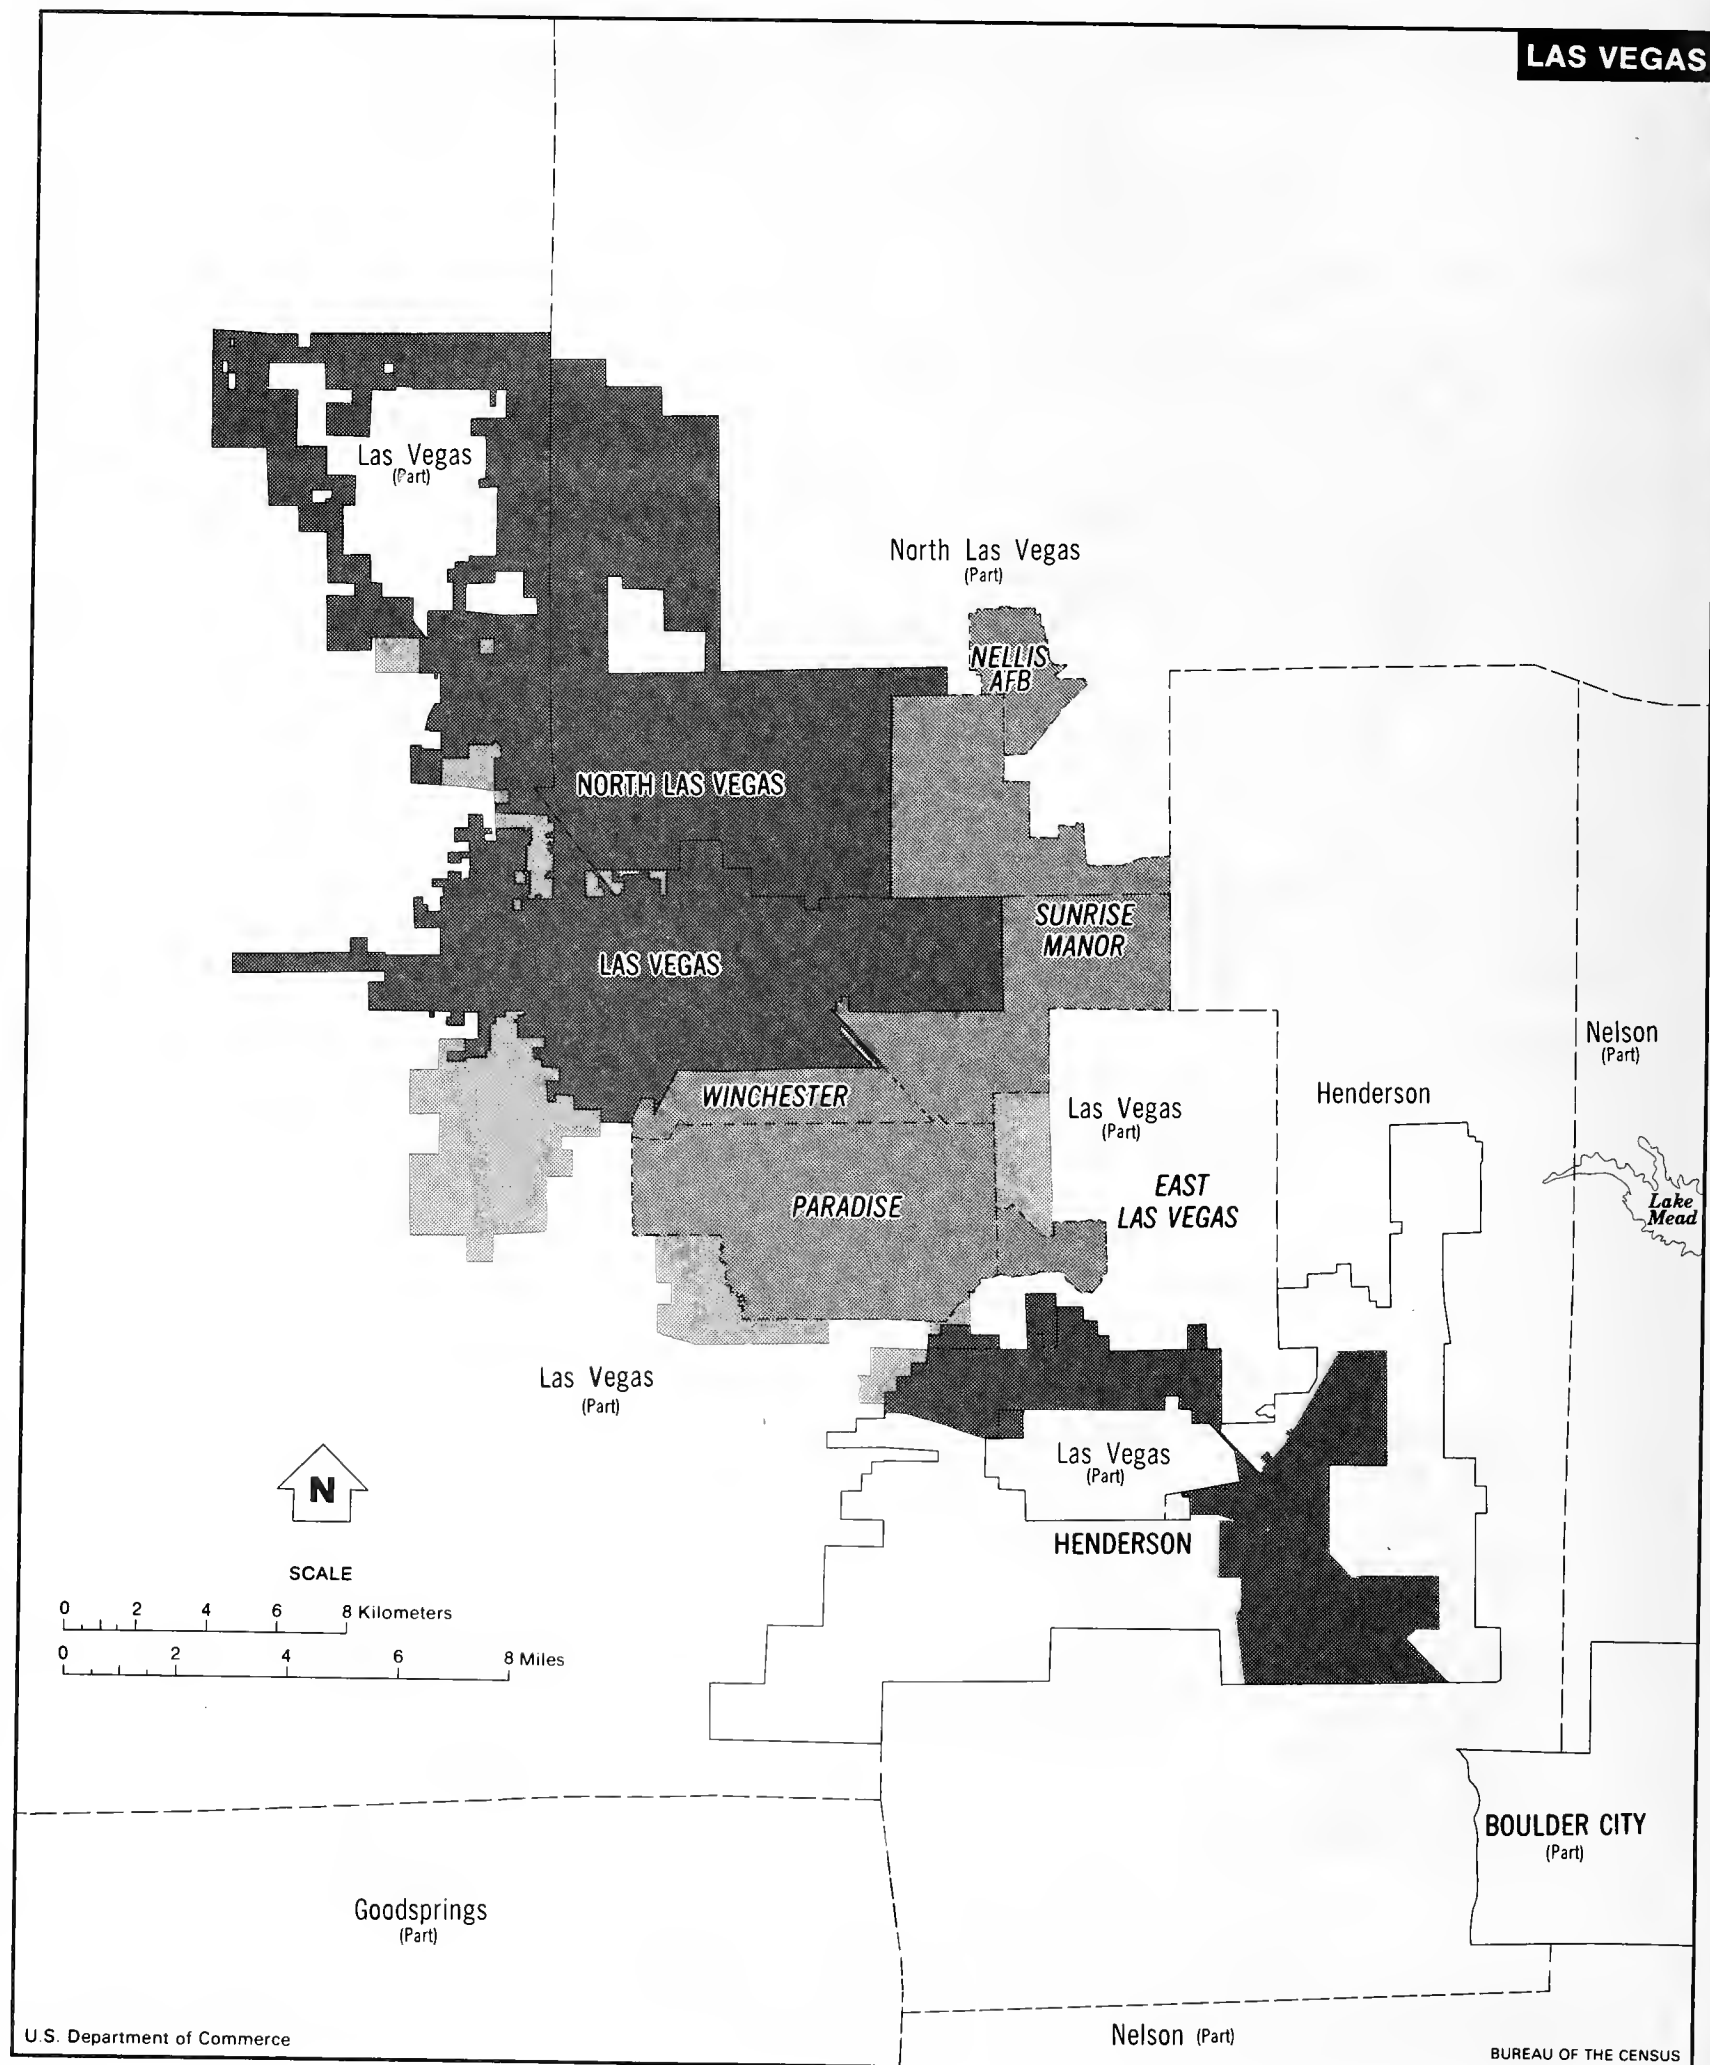 LAS VEGAS
Las Vegas
(Part)
North Las Vegas
(Part)
NELLIS
AFB
NORTH LAS VEGAS
SUNRISE
MANOR
LAS VEGAS
Nelson
(Part)
WINCHESTER
Las Vegas
(Part)
Henderson
EAST
LAS VEGAS
PARADISE
Lake
Mead
Las Vegas
(Part)
Las Vegas
(Part)
N
HENDERSON
SCALE
0 2 4 6 8 Kilometers
0 2 4 6 8 Miles
BOULDER CITY
(Part)
Goodsprings
(Part)
Nelson (Part)
U.S. Department of Commerce
BUREAU OF THE CENSUS